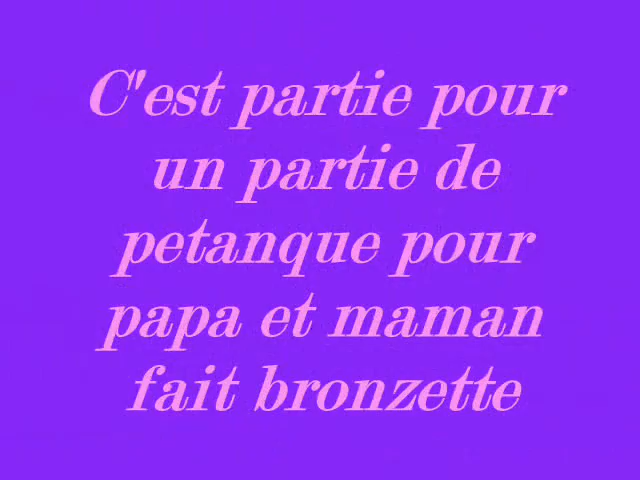 C'est partie pour
un partie de
petanque pour
papa et maman
fait bronzette